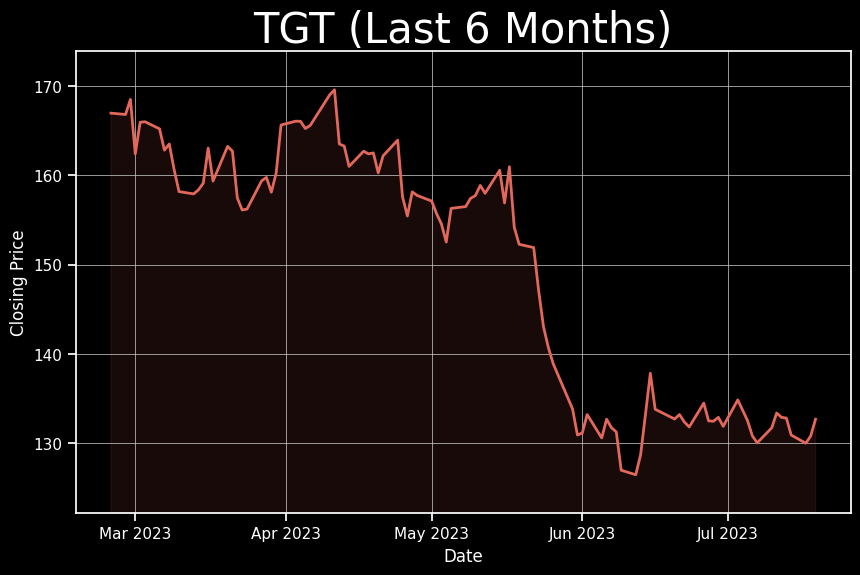 TGT (Last 6 Months)
170
160
150
140
130
Closing Price
Mar 2023
Apr 2023
May 2023
Jun 2023
Jul 2023
Date